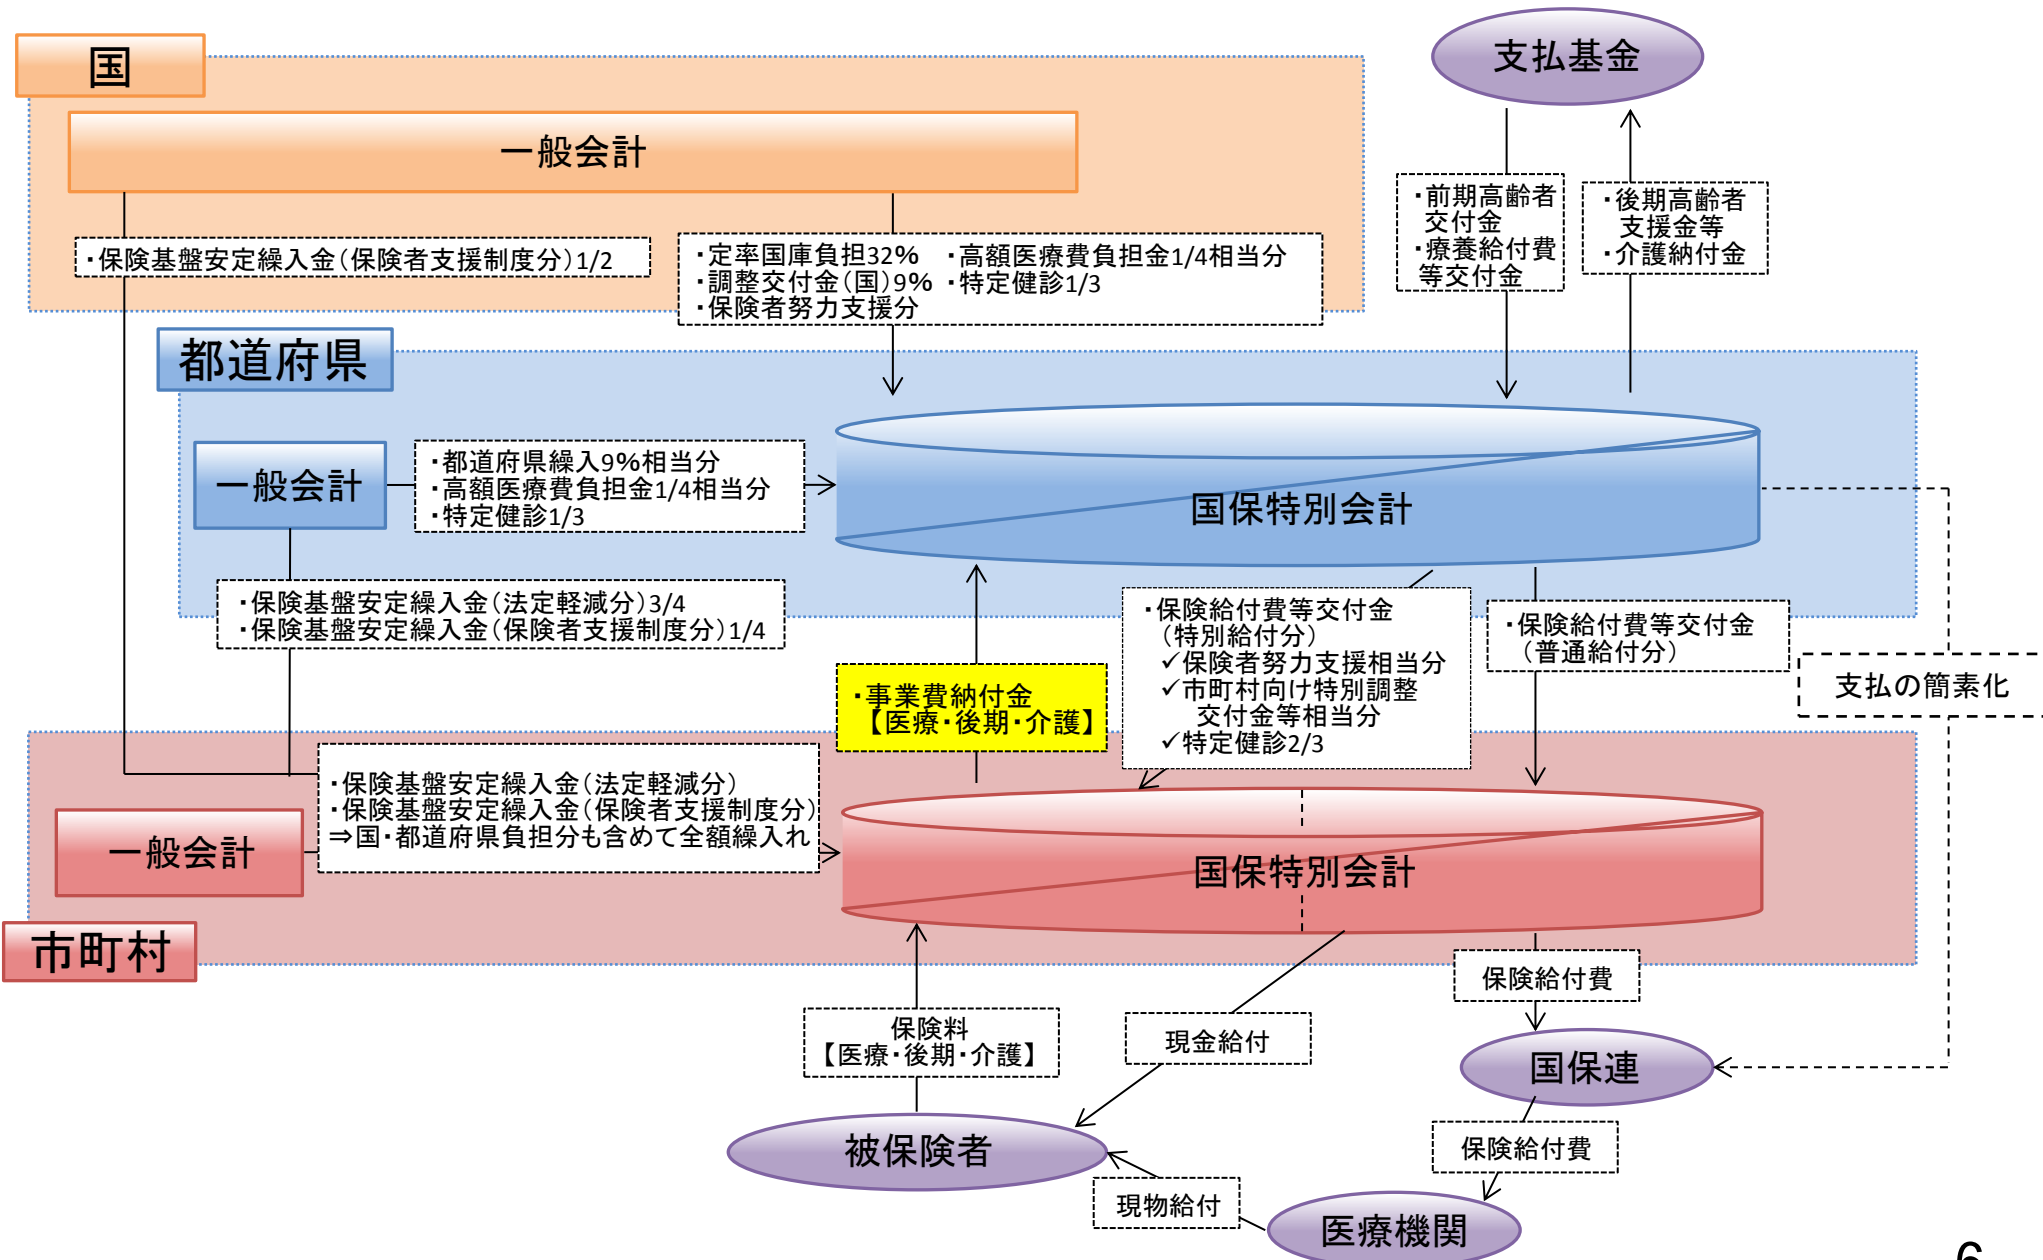 国
一般会計
支払基金
・保険基盤安定繰入金(保険者支援制度分)1/2
・定率国庫負担32%
・調整交付金(国)9%
・保険者努力支援分
・高額医療費負担金1/4相当分
・特定健診1/3
・前期高齢者
交付金
・療養給付費
等交付金
・後期高齢者
支援金等
・介護納付金
都道府県
一般会計
・都道府県繰入9%相当分
・高額医療費負担金1/4相当分
・特定健診1/3
国保特別会計
・保険基盤安定繰入金(法定軽減分)3/4
・保険基盤安定繰入金(保険者支援制度分)1/4
・事業費納付金
【医療・後期・介護】
・保険給付費等交付金
(特別給付分)
✓保険者努力支援相当分
✓市町村向け特別調整
交付金等相当分
✓特定健診2/3
・保険給付費等交付金
(普通給付分)
支払の簡素化
・保険基盤安定繰入金(法定軽減分)
・保険基盤安定繰入金(保険者支援制度分)
⇒国・都道府県負担分も含めて全額繰入れ
一般会計
国保特別会計
市町村
保険料
【医療・後期・介護】
現金給付
保険給付費
国保連
被保険者
保険給付費
現物給付
医療機関
6